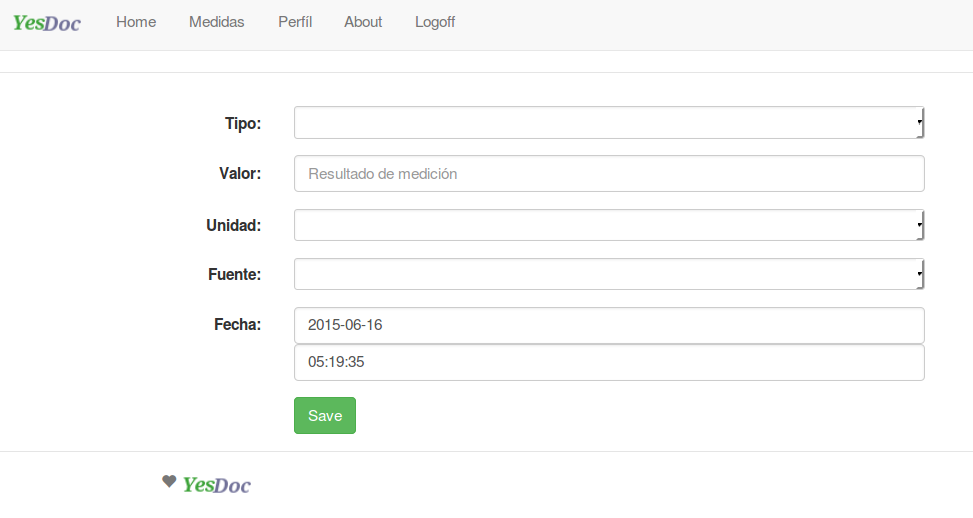 YesDoc Home Medidas Perfíl About Logoff
Tipo:
Valor: Resultado de medición
Unidad:
Fuente:
Fecha: 2015-06-16
05:19:35
Save
YesDoc